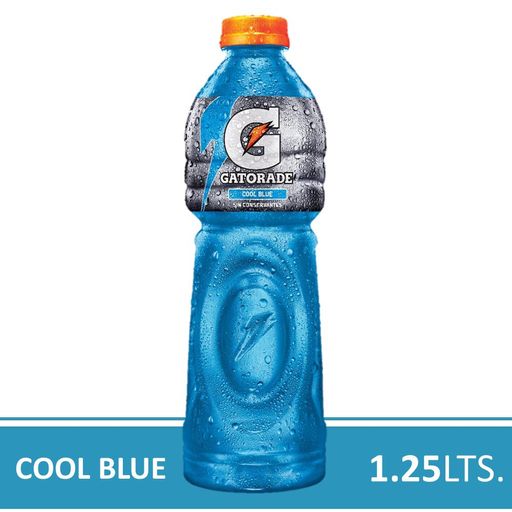 G
GATORADE
COOL BLUE
SIN CONSERVANTES
COOL BLUE
1.25LTS.